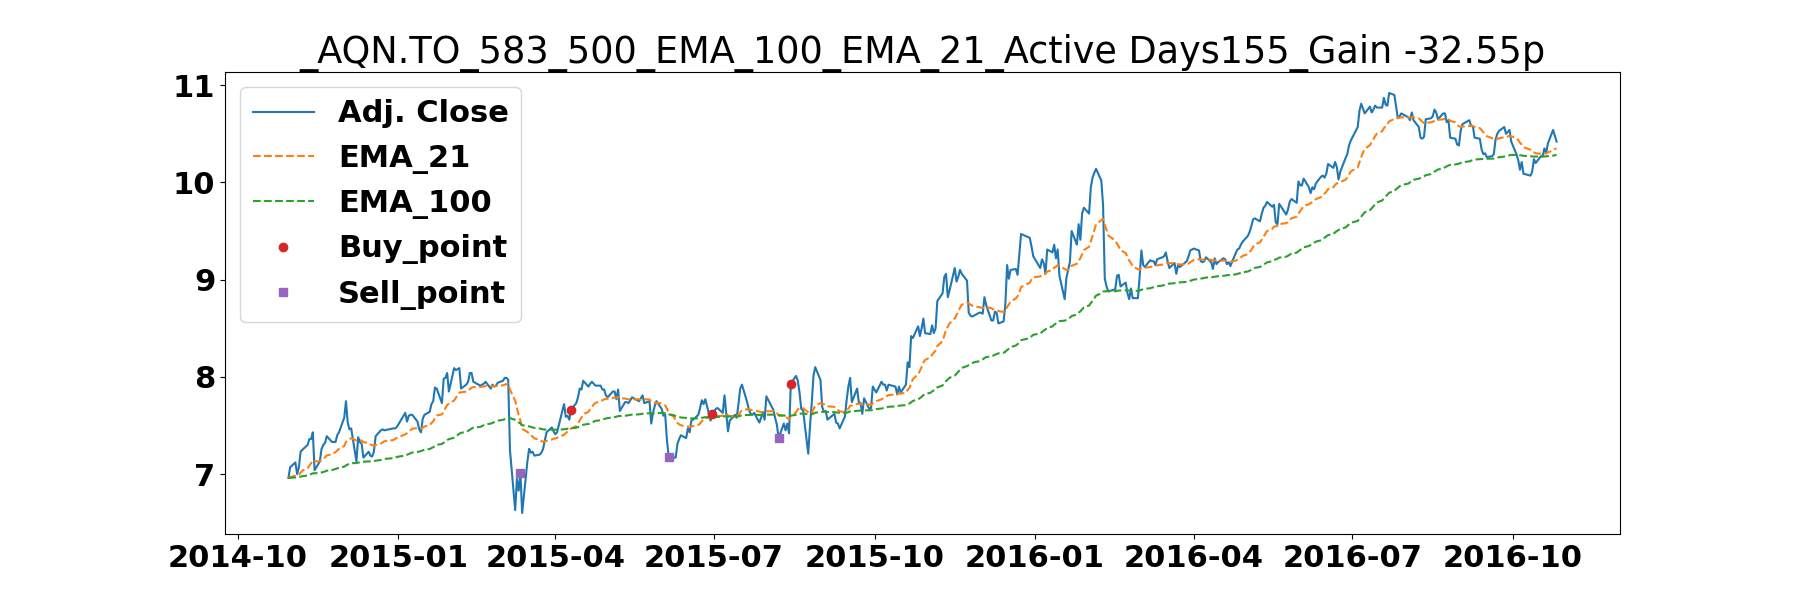 _AQN.TO_583_500_EMA_100_EMA_21_Active Days155_Gain -32.55p
11
10
9
8
7
Adj. Close
EMA_21
EMA_100
Buy_point
Sell_point
2014-10 2015-01 2015-04 2015-07 2015-10 2016-01 2016-04 2016-07 2016-10